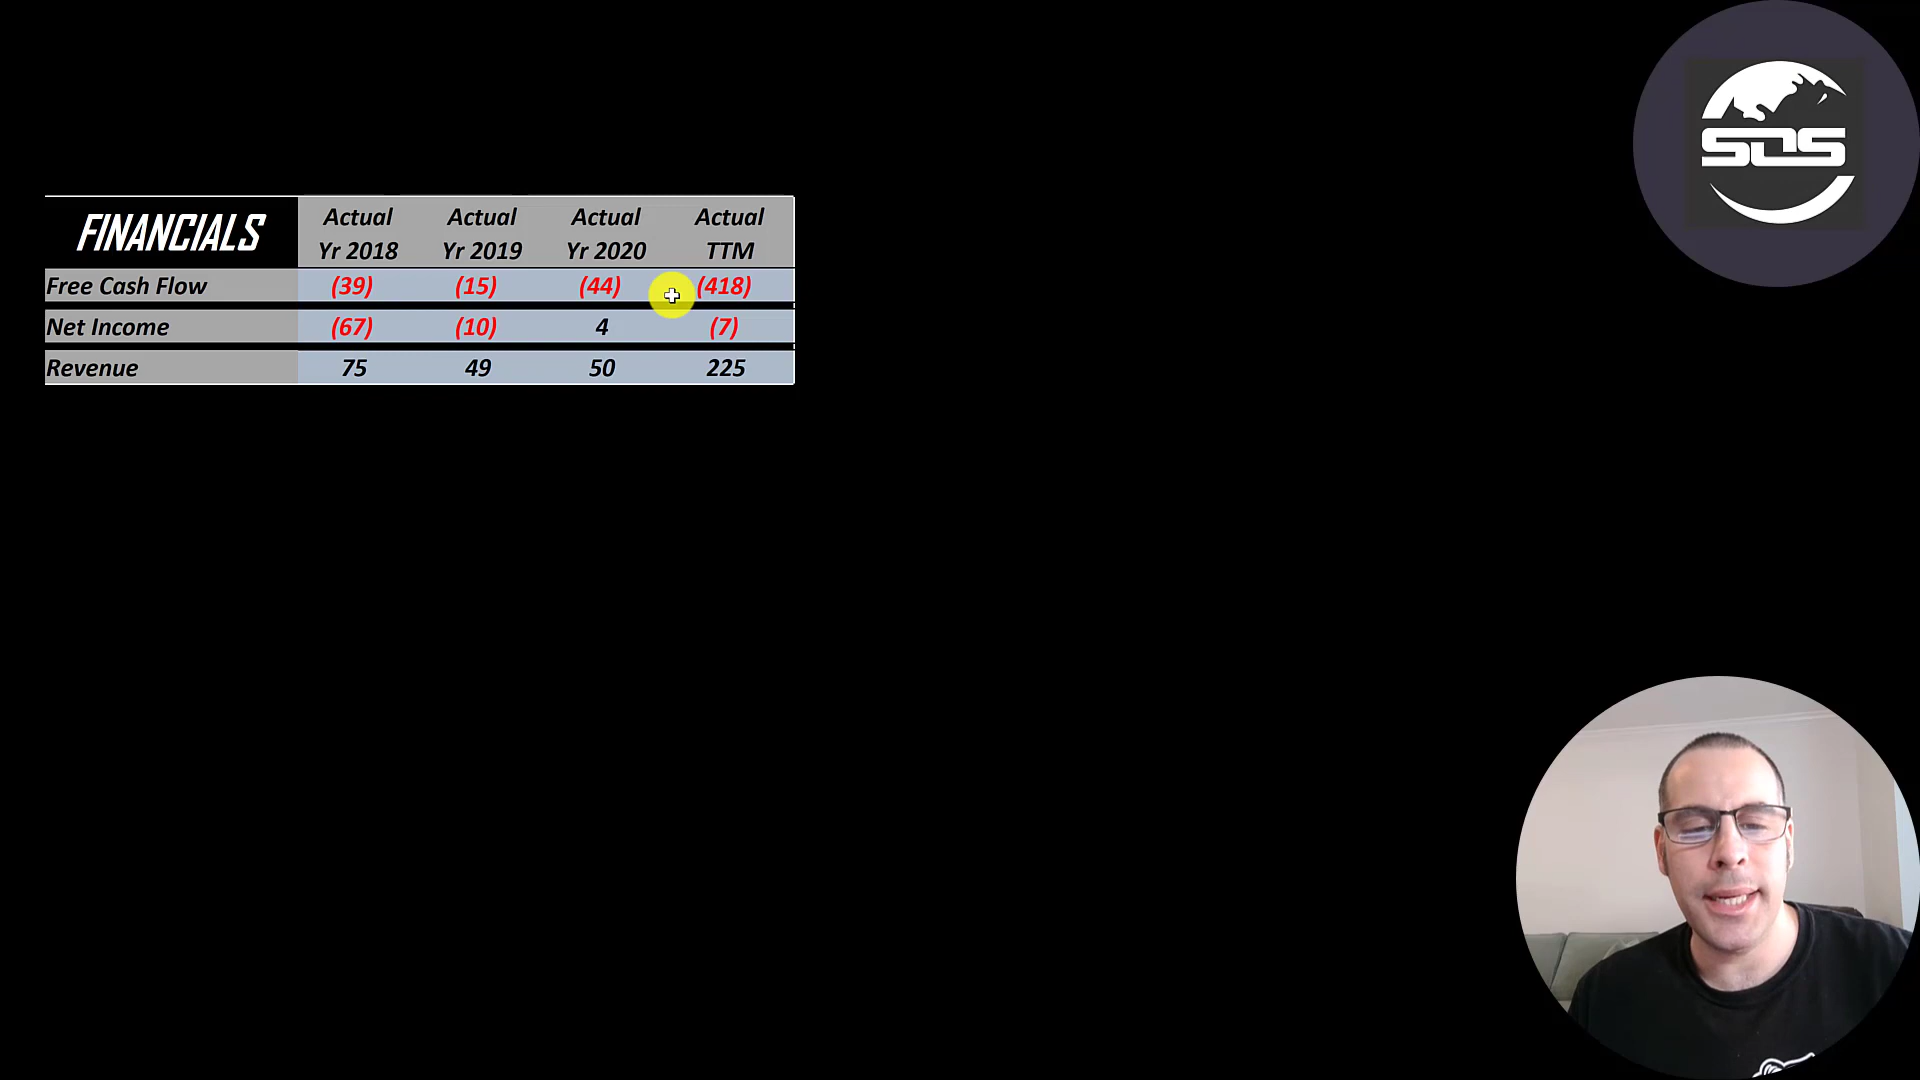 SOS
FINANCIALS
Actual Actual Actual Actual
Yr 2018 Yr 2019 Yr 2020 TTM
Free Cash Flow (39) (15) (44) (418)
Net Income (67) (10) 4 (7)
Revenue 75 49 50 225